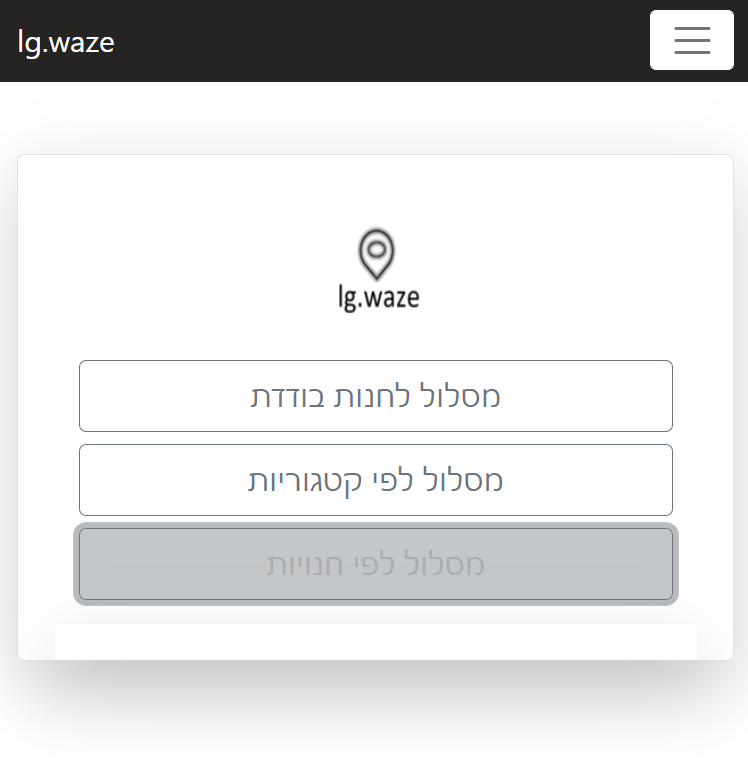 lg.waze
lg.waze
מסלול לחנות בודדת
מסלול לפי קטגוריות
מסלול לפי חנויות